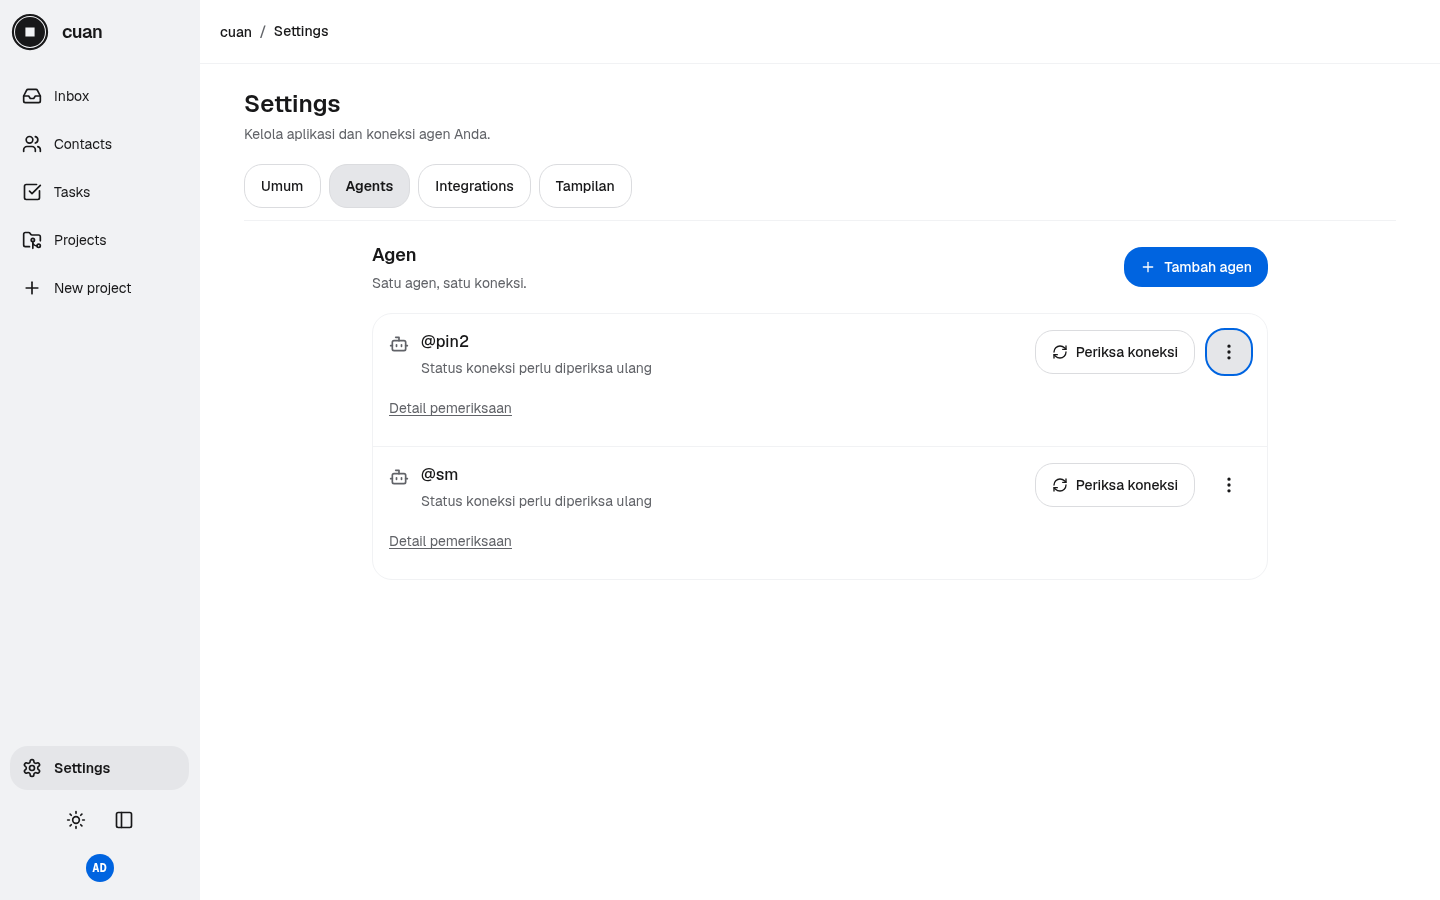 cuan
Inbox
Contacts
Tasks
Projects
New project
Settings
AD
cuan / Settings
Settings
Kelola aplikasi dan koneksi agen Anda.
Umum
Agents
Integrations
Tampilan
Agen
Satu agen, satu koneksi.
Tambah agen
@pin2
Status koneksi perlu diperiksa ulang
Periksa koneksi
Detail pemeriksaan
@sm
Status koneksi perlu diperiksa ulang
Periksa koneksi
Detail pemeriksaan